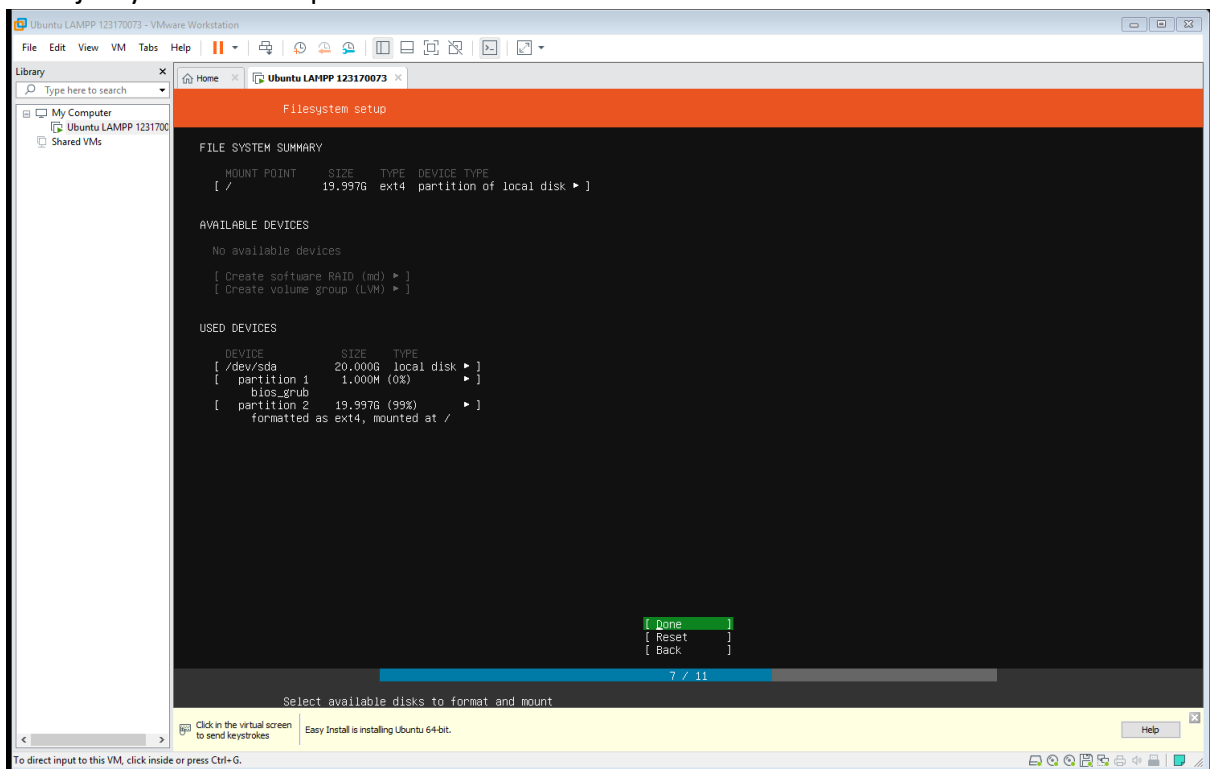 Ubuntu LAMPP 123170073 - VMware Workstation
File Edit View VM Tabs Help
Library
Type here to search
My Computer
Ubuntu LAMPP 1231700
Shared VMs
Home
Ubuntu LAMPP 123170073
Filesystem setup
FILE SYSTEM SUMMARY
MOUNT POINT SIZE TYPE DEVICE TYPE
[ / 19.997G ext4 partition of local disk ▸ ]
AVAILABLE DEVICES
No available devices
[ Create software RAID (md) ▸ ]
[ Create volume group (LVM) ▸ ]
USED DEVICES
DEVICE SIZE TYPE
[ /dev/sda 20.000G local disk ▸ ]
[ partition 1 1.000M (0%) ▸ ]
bios_grub
[ partition 2 19.997G (99%) ▸ ]
formatted as ext4, mounted at /
[ Done ]
[ Reset ]
[ Back ]
7 / 11
Select available disks to format and mount
Click in the virtual screen
to send keystrokes
Easy Install is installing Ubuntu 64-bit.
Help
To direct input to this VM, click inside or press Ctrl+G.